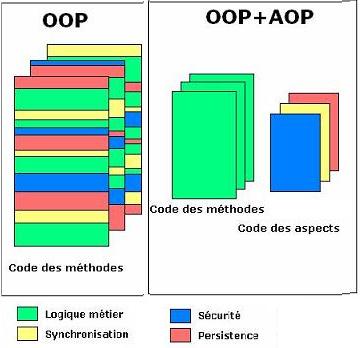 OOP
OOP+AOP
Code des méthodes
Code des méthodes
Code des aspects
Logique métier
Sécurité
Synchronisation
Persistence